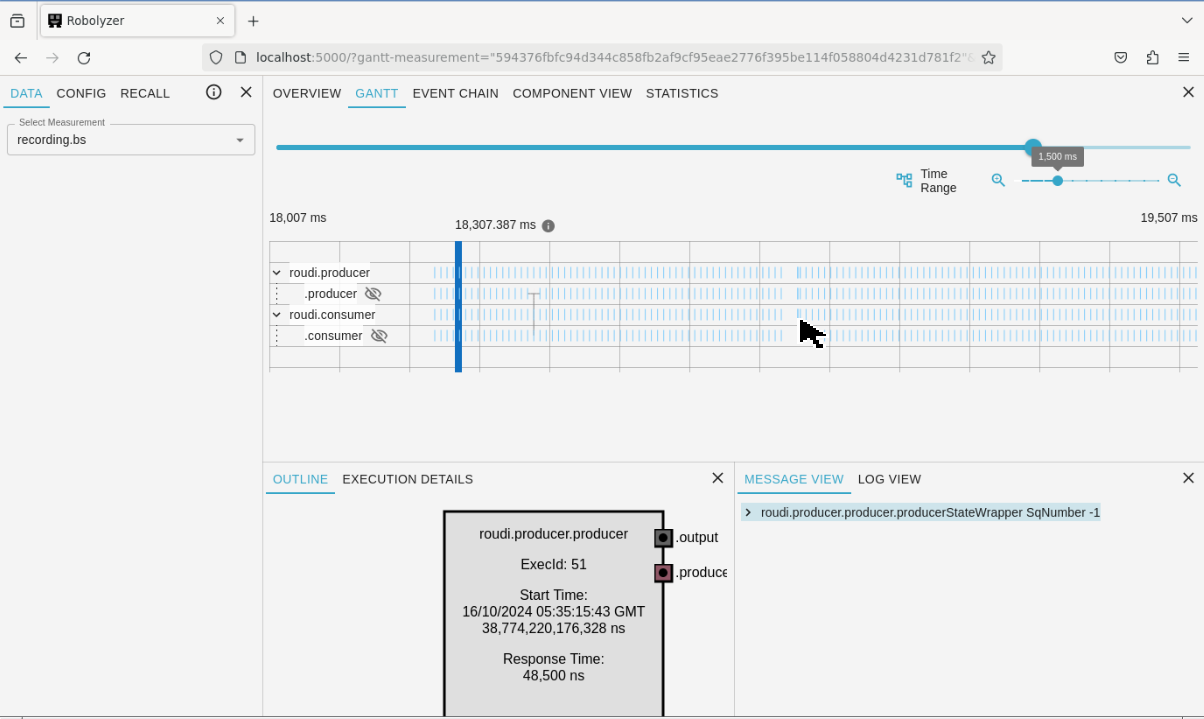 Robolyzer
localhost:5000/?gantt-measurement="594376fbfc94d344c858fb2af9cf95eae2776f395be114f058804d4231d781f2"
DATA CONFIG RECALL
OVERVIEW GANTT EVENT CHAIN COMPONENT VIEW STATISTICS
Select Measurement
recording.bs
1,500 ms
Time
Range
18,007 ms
18,307.387 ms
19,507 ms
roudi.producer
.producer
roudi.consumer
.consumer
OUTLINE EXECUTION DETAILS
MESSAGE VIEW LOG VIEW
roudi.producer.producer.producerStateWrapper SqNumber -1
roudi.producer.producer
.output
ExecId: 51
.produce
Start Time:
16/10/2024 05:35:15:43 GMT
38,774,220,176,328 ns
Response Time:
48,500 ns